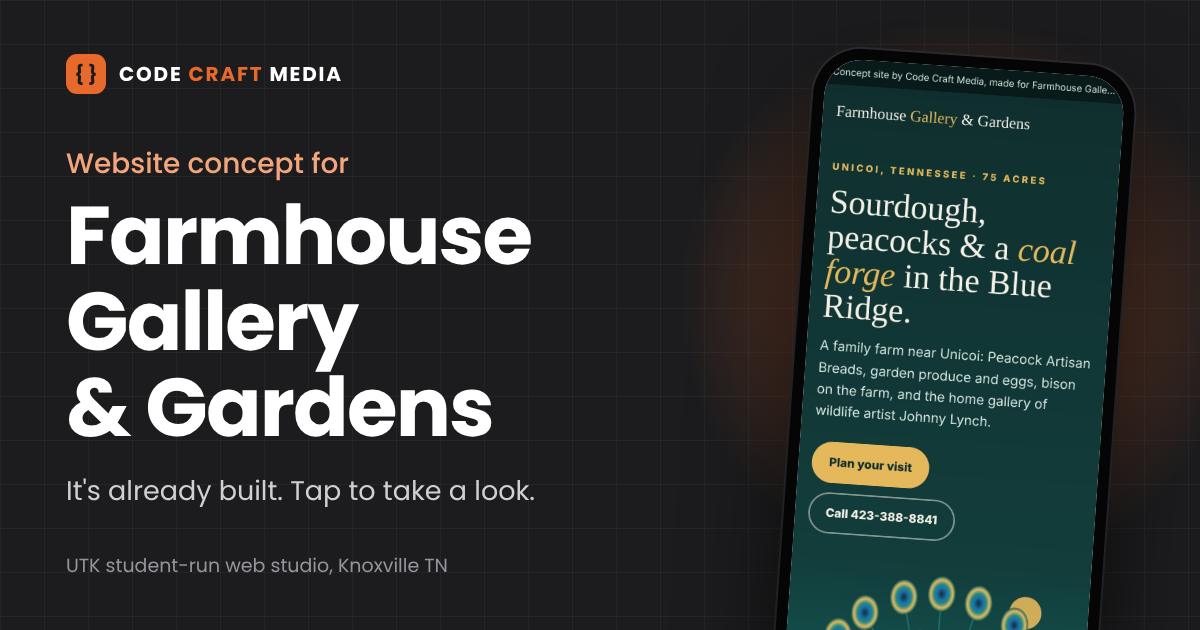 { }
CODE CRAFT MEDIA
Website concept for
Farmhouse
Gallery
& Gardens
It's already built. Tap to take a look.
UTK student-run web studio, Knoxville TN
Concept site by Code Craft Media, made for Farmhouse Galle...
Farmhouse Gallery & Gardens
UNICOI, TENNESSEE · 75 ACRES
Sourdough,
peacocks & a coal
forge in the Blue
Ridge.
A family farm near Unicoi: Peacock Artisan
Breads, garden produce and eggs, bison
on the farm, and the home gallery of
wildlife artist Johnny Lynch.
Plan your visit
Call 423-388-8841